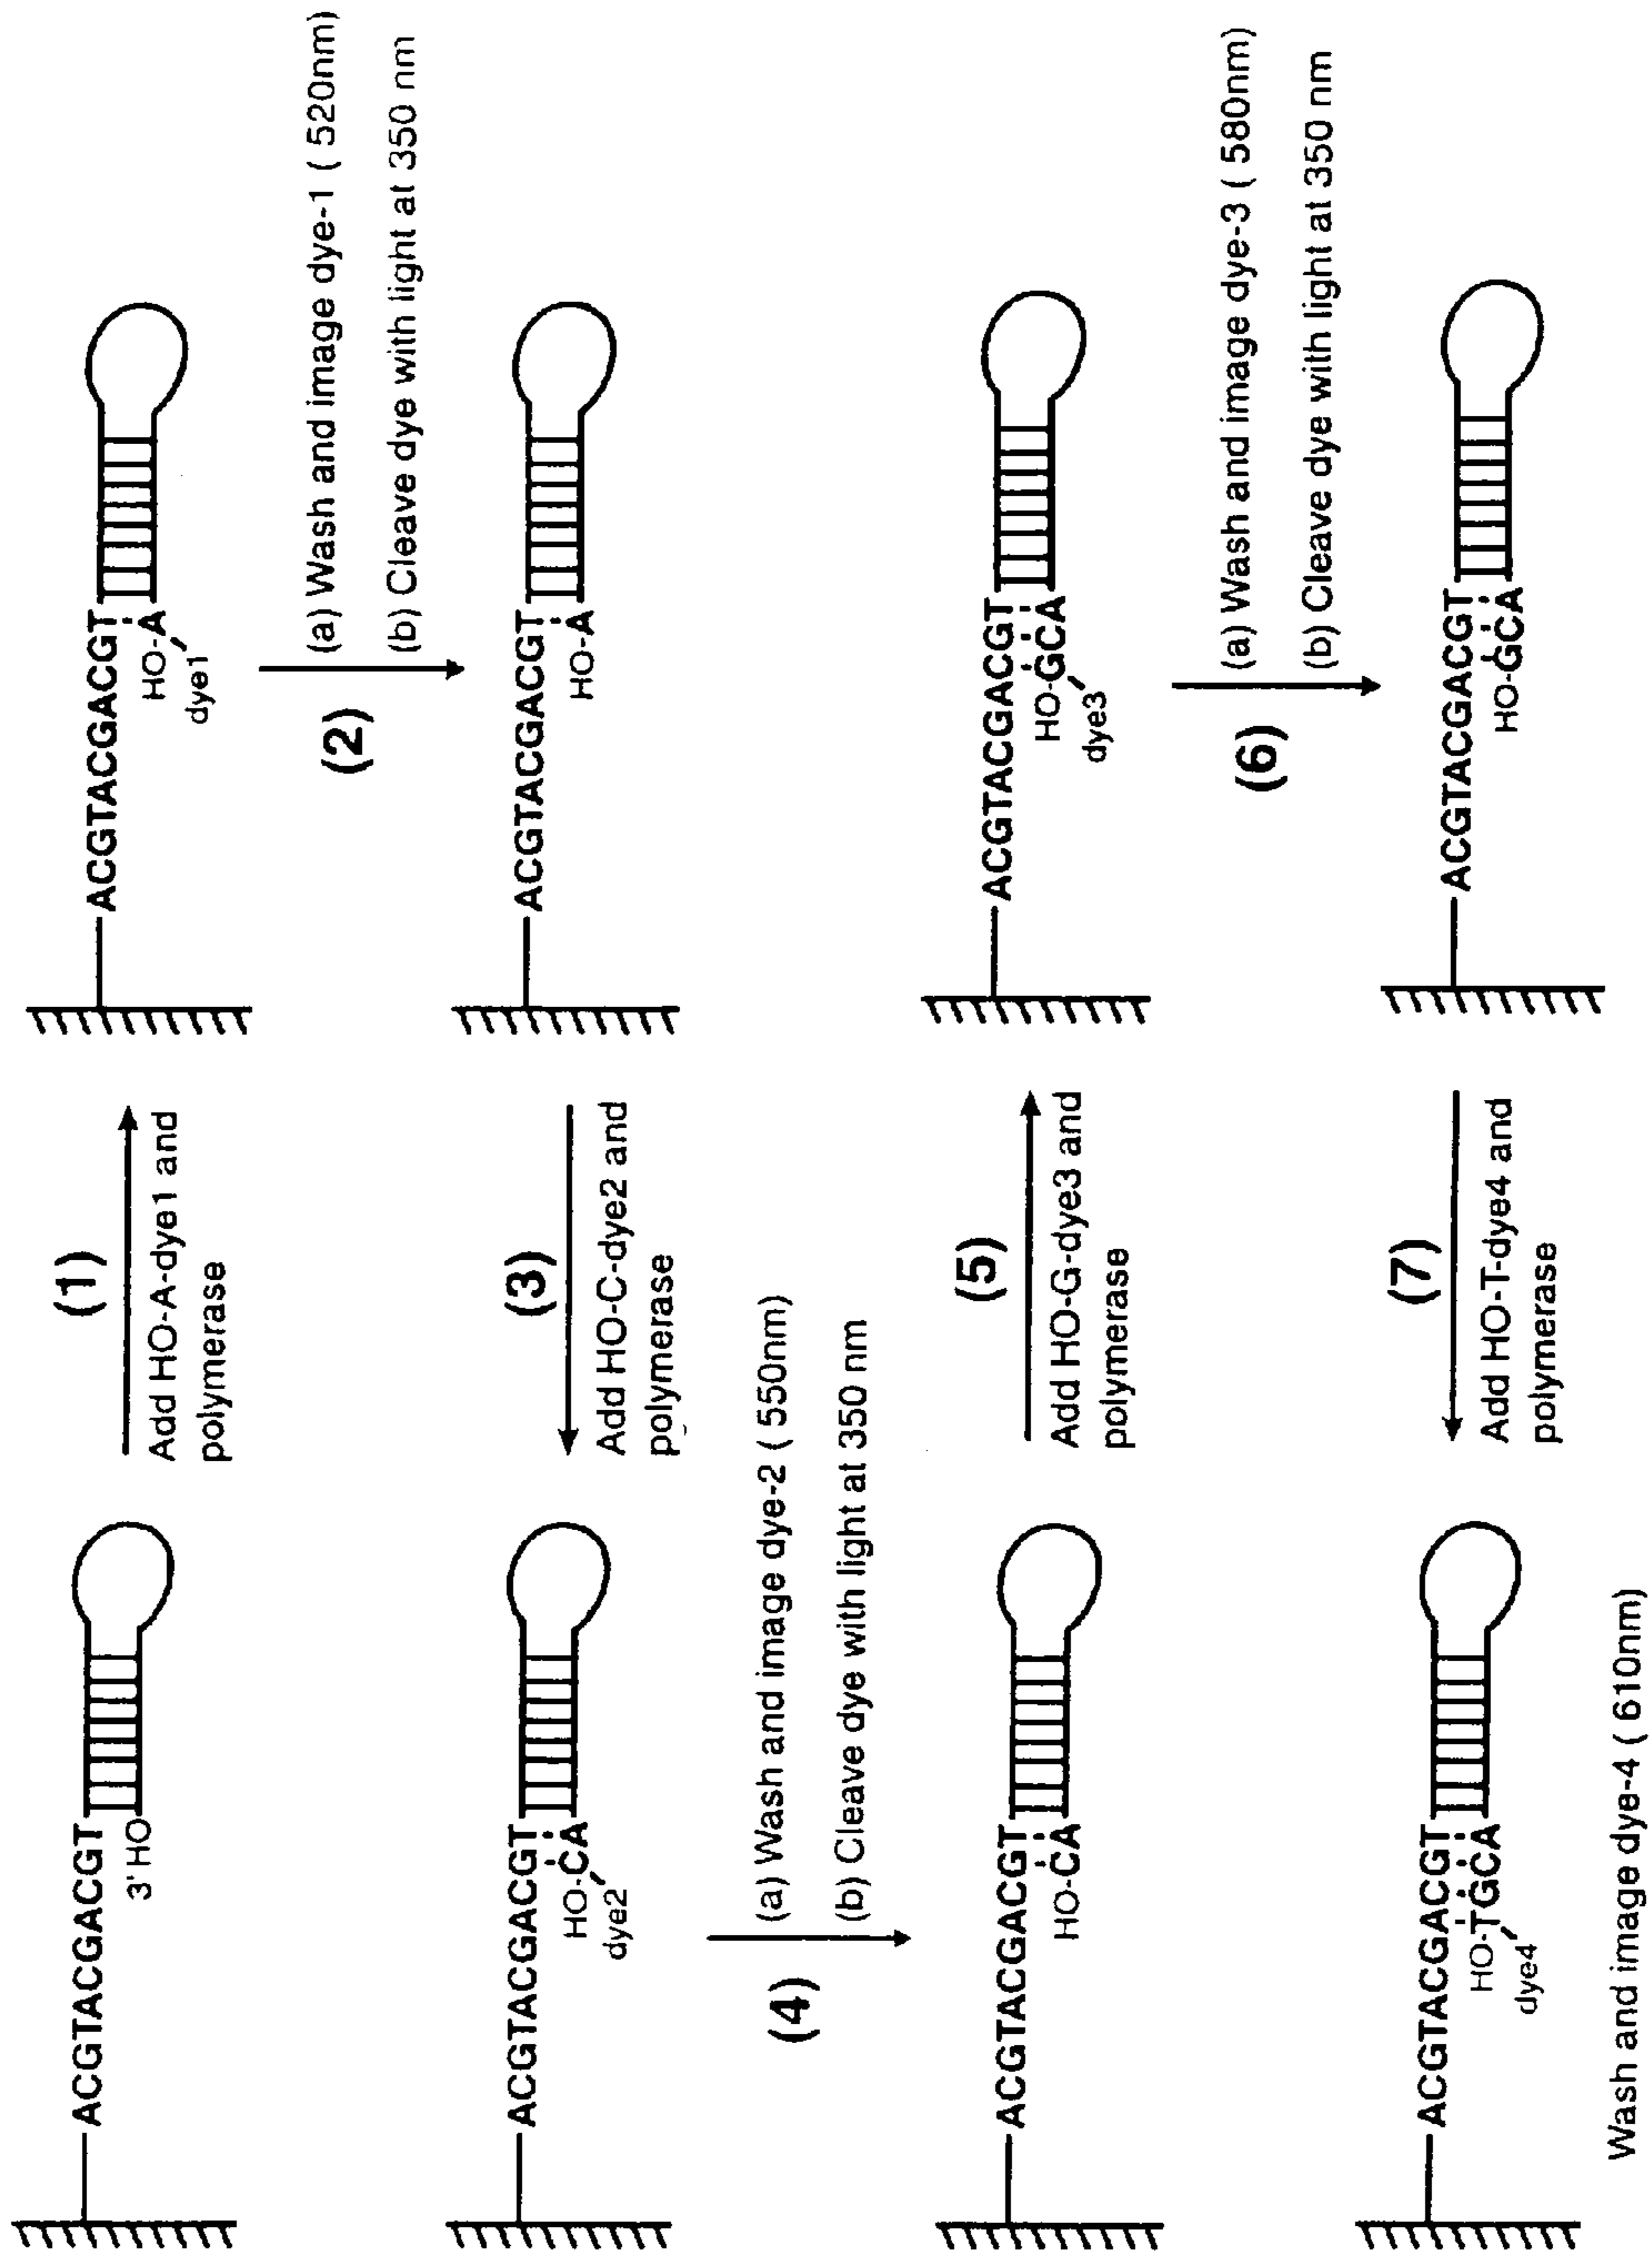 ACGTACGACGT
3' HO
(1)
Add HO-A-dye1 and
polymerase
ACGTACGACGT
HO-A
dye1
(2)
(a) Wash and image dye-1 ( 520nm)
(b) Cleave dye with light at 350 nm
ACGTACGACGT
HO-A
(3)
Add HO-C-dye2 and
polymerase
ACGTACGACGT
HO-CA
dye2
(4)
(a) Wash and image dye-2 ( 550nm)
(b) Cleave dye with light at 350 nm
ACGTACGACGT
HO-CA
(5)
Add HO-G-dye3 and
polymerase
ACGTACGACGT
HO-GCA
dye3
(6)
(a) Wash and image dye-3 ( 580nm)
(b) Cleave dye with light at 350 nm
ACGTACGACGT
HO-GCA
(7)
Add HO-T-dye4 and
polymerase
ACGTACGACGT
HO-TGCA
dye4
Wash and image dye-4 ( 610nm)